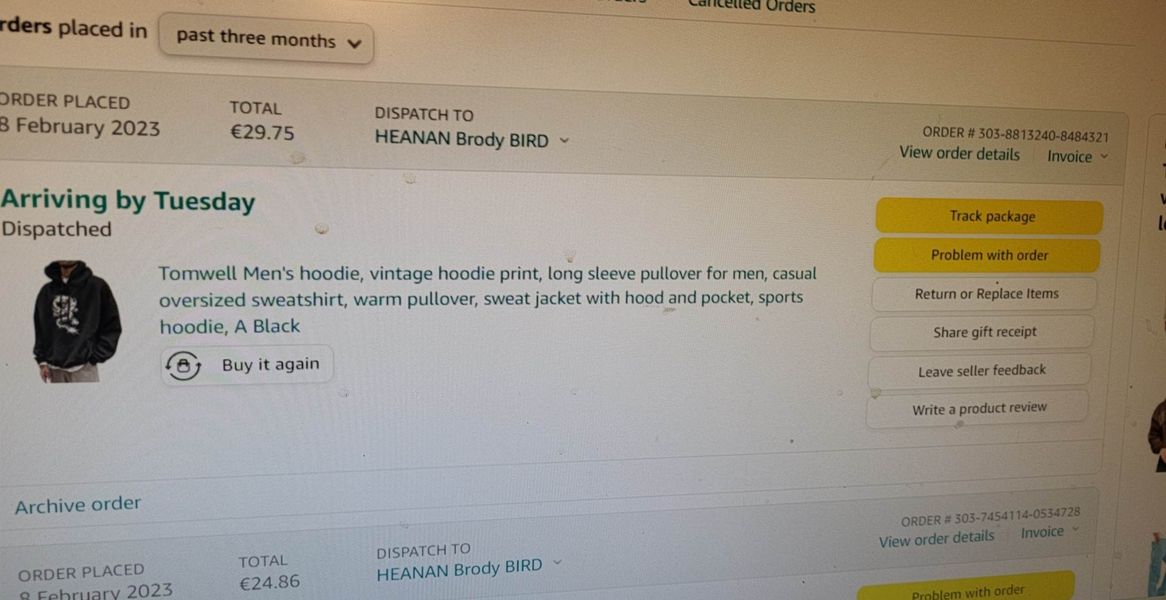 Cancelled Orders
rders placed in past three months
ORDER PLACED
8 February 2023
TOTAL
€29.75
DISPATCH TO
HEANAN Brody BIRD
ORDER # 303-8813240-8484321
View order details Invoice
Arriving by Tuesday
Dispatched
Tomwell Men's hoodie, vintage hoodie print, long sleeve pullover for men, casual
oversized sweatshirt, warm pullover, sweat jacket with hood and pocket, sports
hoodie, A Black
Buy it again
Track package
Problem with order
Return or Replace Items
Share gift receipt
Leave seller feedback
Write a product review
Archive order
ORDER PLACED
8 February 2023
TOTAL
€24.86
DISPATCH TO
HEANAN Brody BIRD
ORDER # 303-7454114-0534728
View order details Invoice
Problem with order